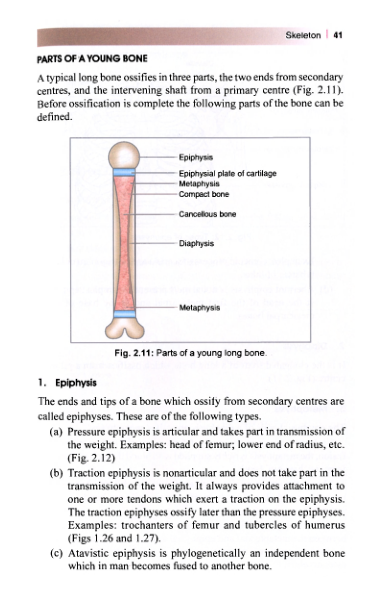 Skeleton | 41
PARTS OF A YOUNG BONE
A typical long bone ossifies in three parts, the two ends from secondary
centres, and the intervening shaft from a primary centre (Fig. 2.11).
Before ossification is complete the following parts of the bone can be
defined.
Epiphysis
Epiphysial plate of cartilage
Metaphysis
Compact bone
Cancellous bone
Diaphysis
Metaphysis
Fig. 2.11: Parts of a young long bone.
1. Epiphysis
The ends and tips of a bone which ossify from secondary centres are
called epiphyses. These are of the following types.
(a) Pressure epiphysis is articular and takes part in transmission of
the weight. Examples: head of femur; lower end of radius, etc.
(Fig. 2.12)
(b) Traction epiphysis is nonarticular and does not take part in the
transmission of the weight. It always provides attachment to
one or more tendons which exert a traction on the epiphysis.
The traction epiphyses ossify later than the pressure epiphyses.
Examples: trochanters of femur and tubercles of humerus
(Figs 1.26 and 1.27).
(c) Atavistic epiphysis is phylogenetically an independent bone
which in man becomes fused to another bone.